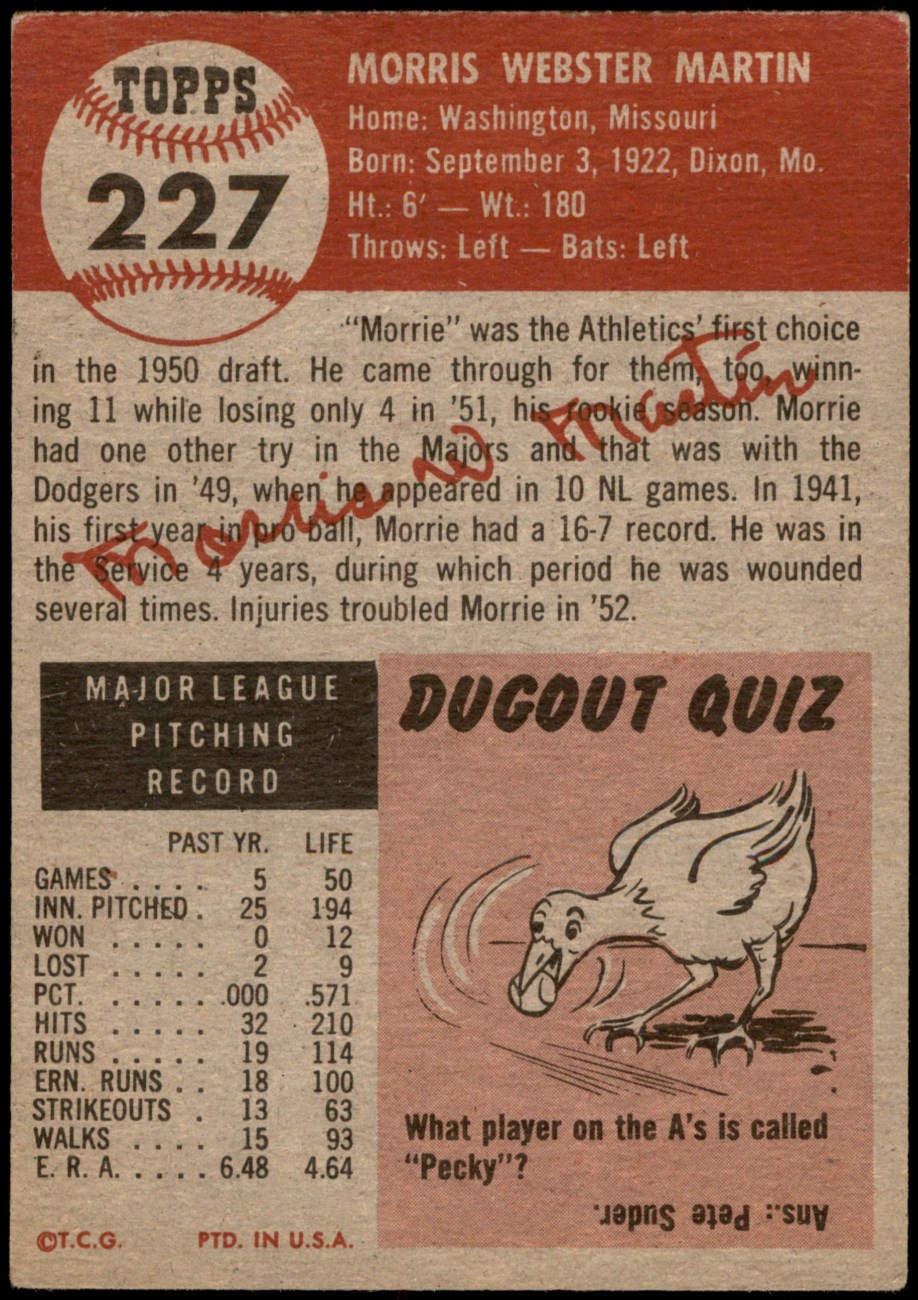 TOPPS
227
MORRIS WEBSTER MARTIN
Home: Washington, Missouri
Born: September 3, 1922, Dixon, Mo.
Ht.: 6' — Wt.: 180
Throws: Left — Bats: Left
"Morrie" was the Athletics' first choice
in the 1950 draft. He came through for them, too, winn-
ing 11 while losing only 4 in '51, his rookie season. Morrie
had one other try in the Majors and that was with the
Dodgers in '49, when he appeared in 10 NL games. In 1941,
his first year in pro ball, Morrie had a 16-7 record. He was in
the Service 4 years, during which period he was wounded
several times. Injuries troubled Morrie in '52.
Morris W Martin
MAJOR LEAGUE
PITCHING
RECORD
PAST YR. LIFE
GAMES . . . . 5 50
INN. PITCHED . 25 194
WON . . . . . 0 12
LOST . . . . . 2 9
PCT. . . . . . .000 .571
HITS . . . . . 32 210
RUNS . . . . . 19 114
ERN. RUNS . . 18 100
STRIKEOUTS . 13 63
WALKS . . . . 15 93
E. R. A. . . . . 6.48 4.64
©T.C.G. PTD. IN U.S.A.
DUGOUT QUIZ
What player on the A's is called
"Pecky"?
Ans.: Pete Suder.